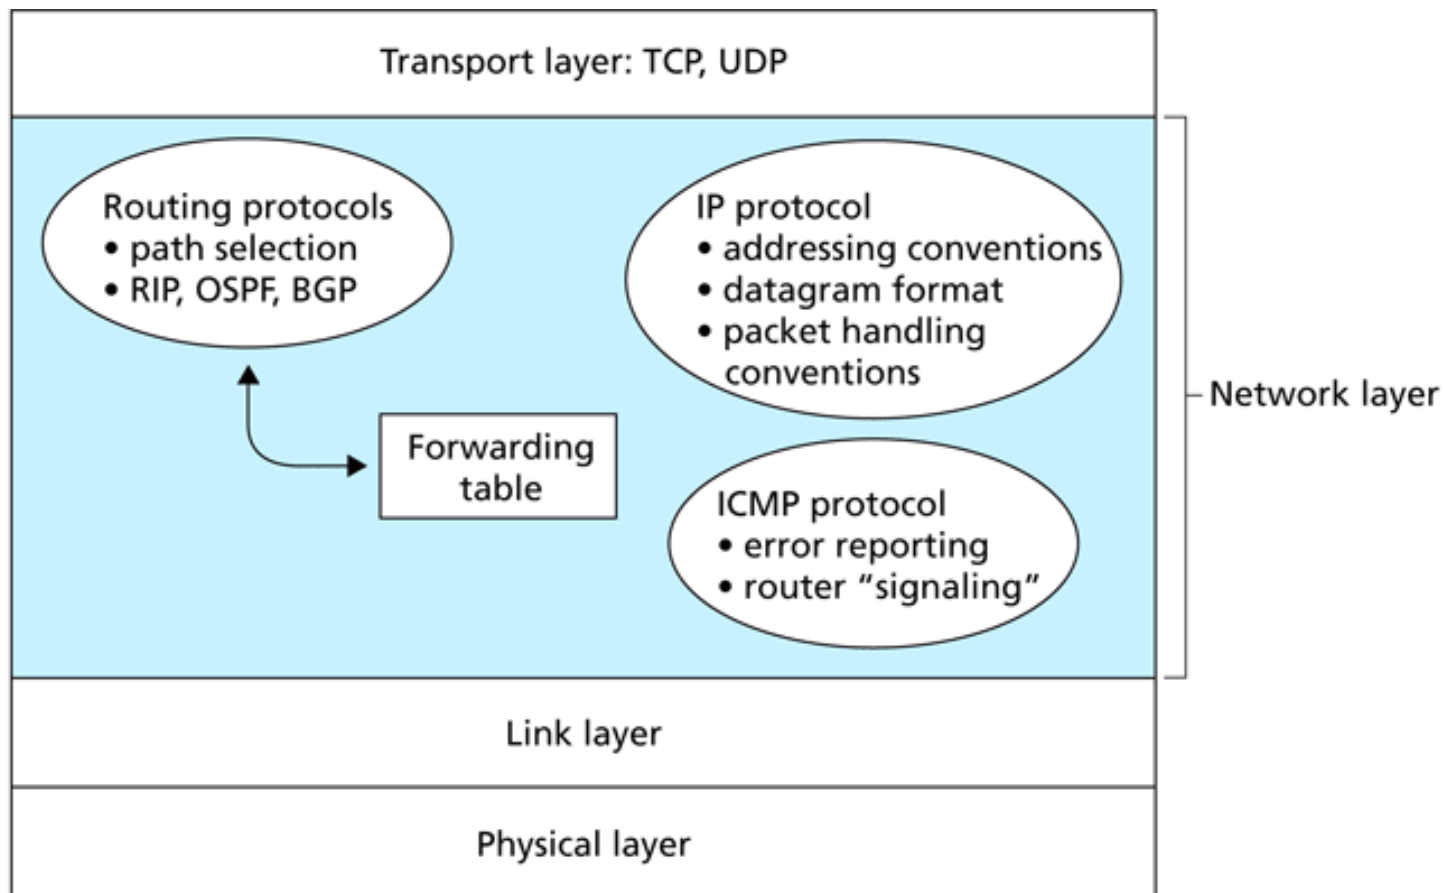 Transport layer: TCP, UDP
Routing protocols
• path selection
• RIP, OSPF, BGP
IP protocol
• addressing conventions
• datagram format
• packet handling
conventions
Network layer
Forwarding
table
ICMP protocol
• error reporting
• router “signaling”
Link layer
Physical layer